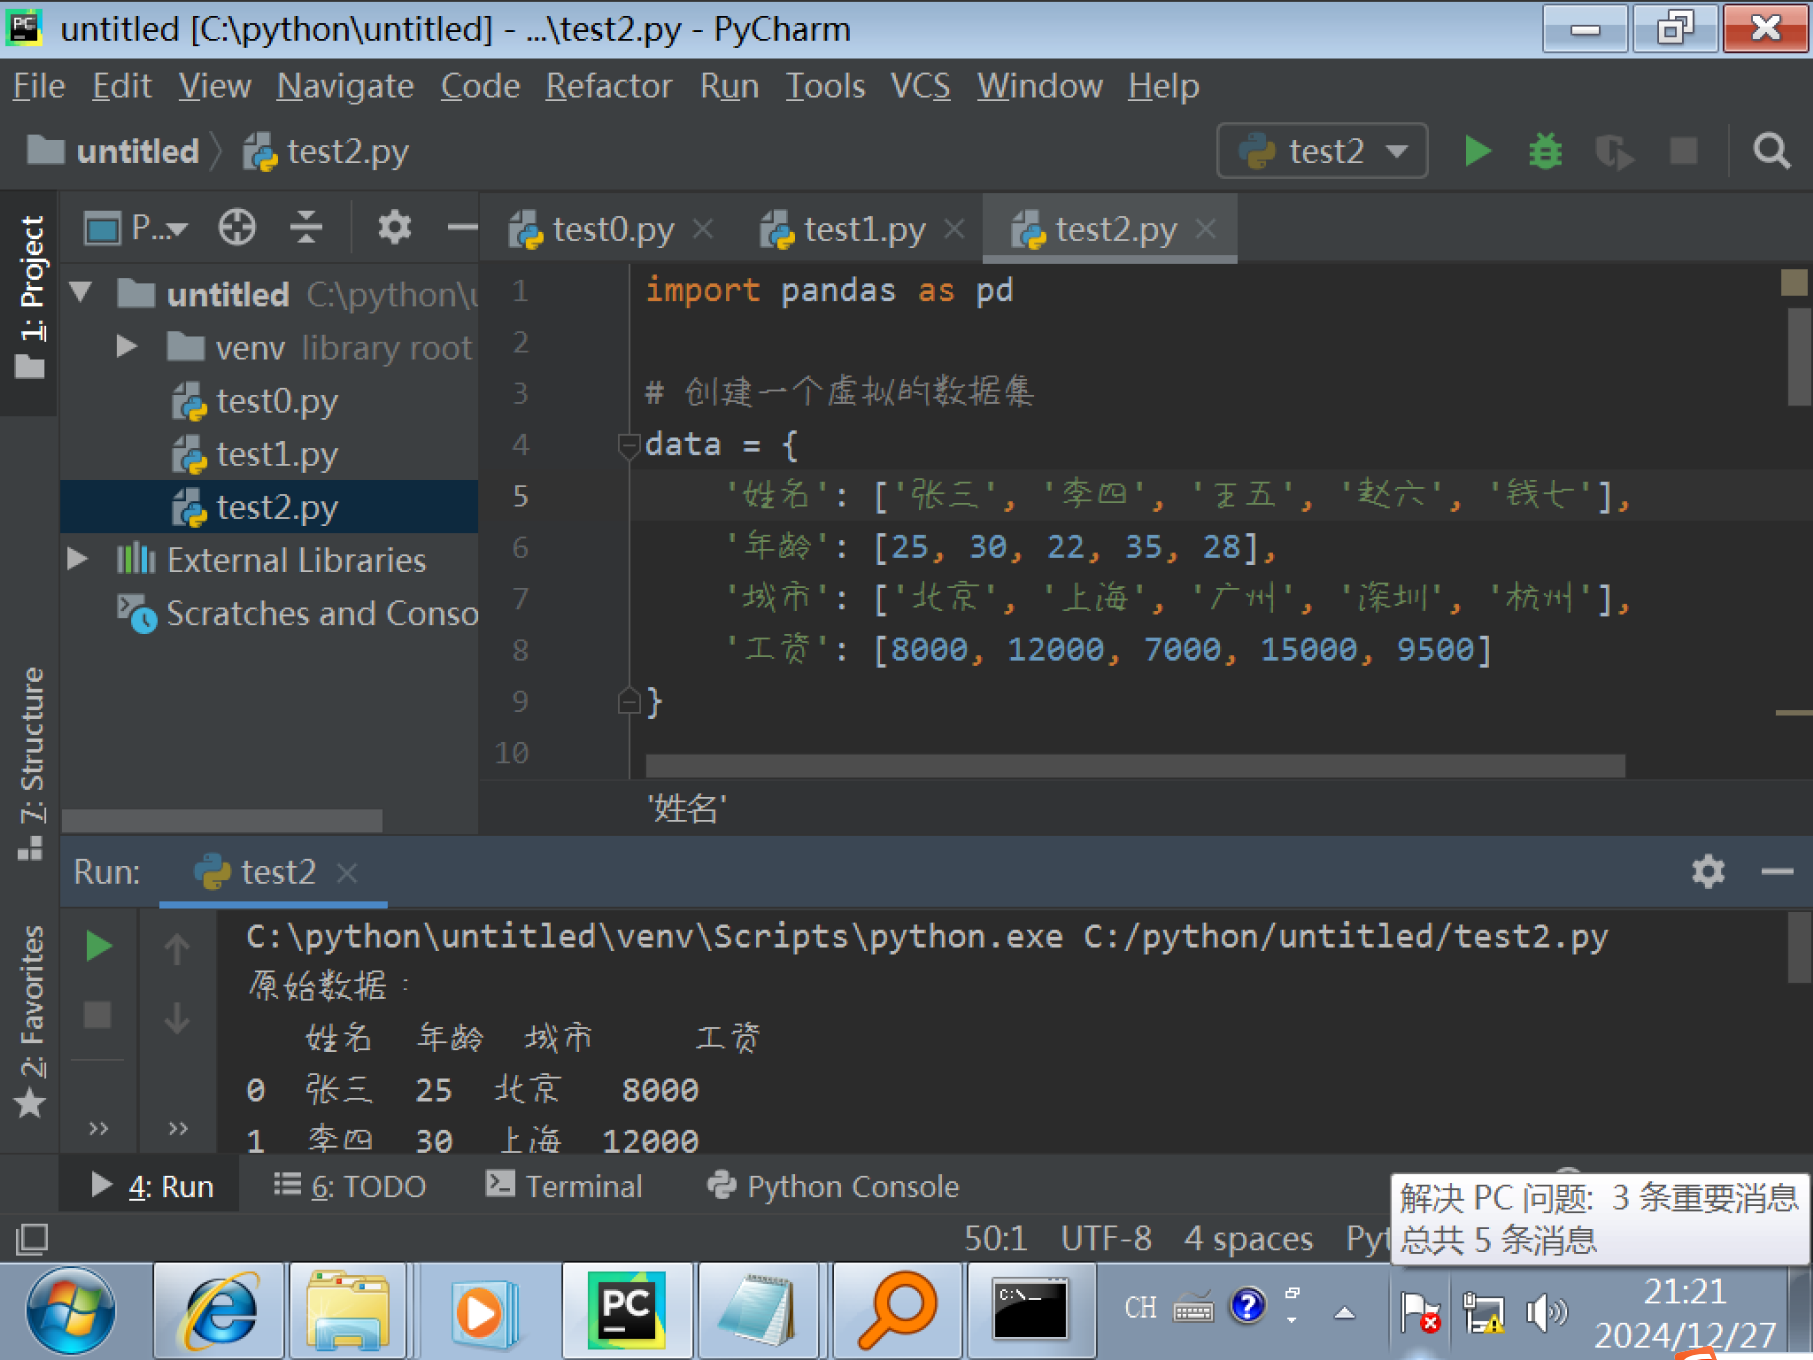 untitled [C:\python\untitled] - ...\test2.py - PyCharm
File Edit View Navigate Code Refactor Run Tools VCS Window Help
untitled test2.py test2
1: Project
P... test0.py test1.py test2.py
untitled C:\python\
venv library root
test0.py
test1.py
test2.py
External Libraries
Scratches and Conso
1 import pandas as pd
2
3 # 创建一个虚拟的数据集
4 data = {
5 '姓名': ['张三', '李四', '王五', '赵六', '钱七'],
6 '年龄': [25, 30, 22, 35, 28],
7 '城市': ['北京', '上海', '广州', '深圳', '杭州'],
8 '工资': [8000, 12000, 7000, 15000, 9500]
9 }
10
'姓名'
7: Structure
2: Favorites
Run: test2
C:\python\untitled\venv\Scripts\python.exe C:/python/untitled/test2.py
原始数据：
姓名 年龄 城市 工资
0 张三 25 北京 8000
1 李四 30 上海 12000
4: Run 6: TODO Terminal Python Console
50:1 UTF-8 4 spaces Pyt
解决 PC 问题: 3 条重要消息
总共 5 条消息
PC
C:\_
CH
21:21
2024/12/27